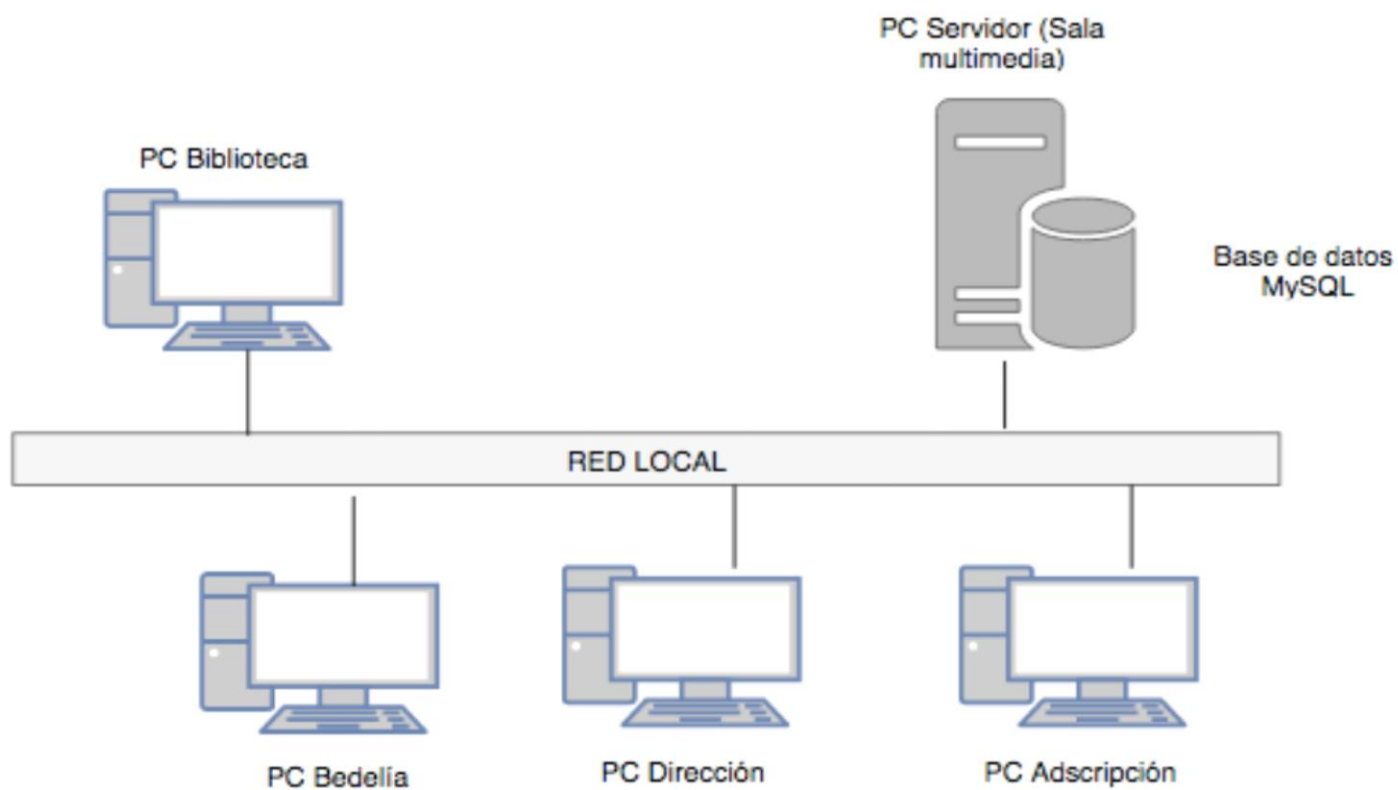 PC Servidor (Sala
multimedia)
PC Biblioteca
Base de datos
MySQL
RED LOCAL
PC Bedelía
PC Dirección
PC Adscripción